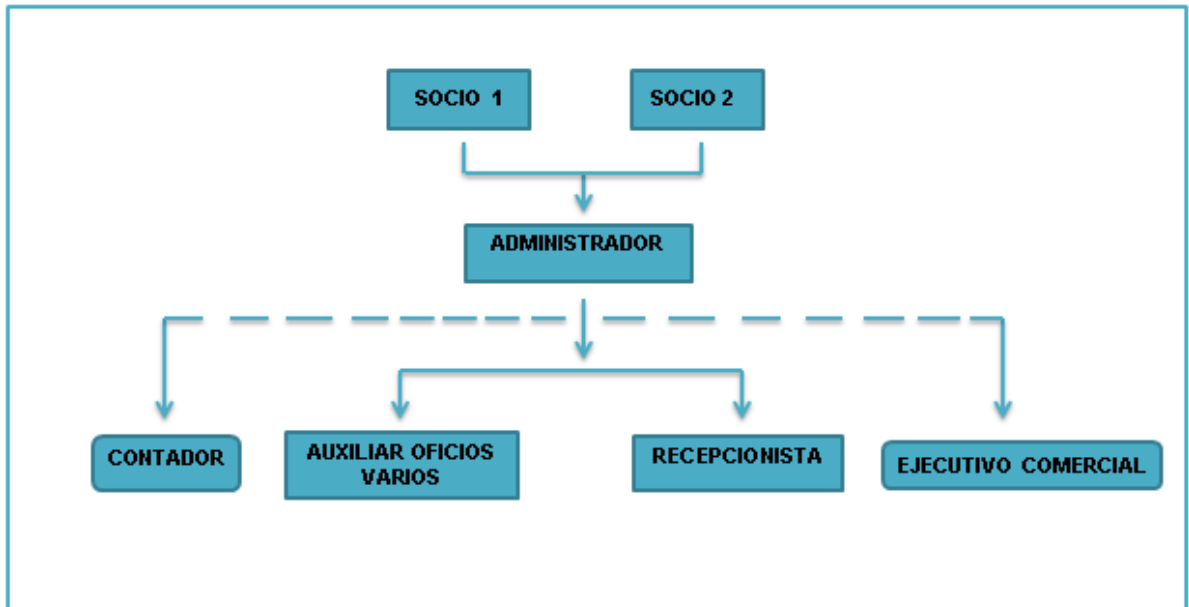 SOCIO 1
SOCIO 2
ADMINISTRADOR
CONTADOR
AUXILIAR OFICIOS
VARIOS
RECEPCIONISTA
EJECUTIVO COMERCIAL